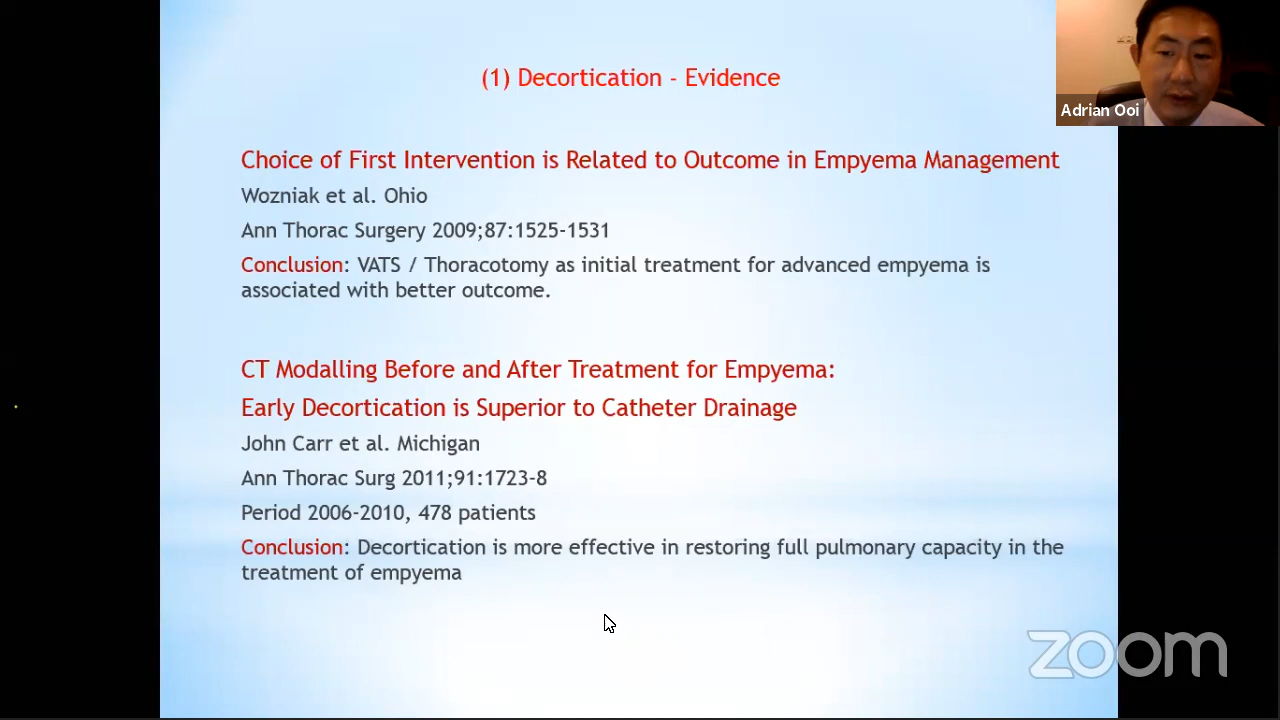 (1) Decortication - Evidence
Adrian Ooi
Choice of First Intervention is Related to Outcome in Empyema Management
Wozniak et al. Ohio
Ann Thorac Surgery 2009;87:1525-1531
Conclusion: VATS / Thoracotomy as initial treatment for advanced empyema is
associated with better outcome.
CT Modalling Before and After Treatment for Empyema:
Early Decortication is Superior to Catheter Drainage
John Carr et al. Michigan
Ann Thorac Surg 2011;91:1723-8
Period 2006-2010, 478 patients
Conclusion: Decortication is more effective in restoring full pulmonary capacity in the
treatment of empyema
zoom